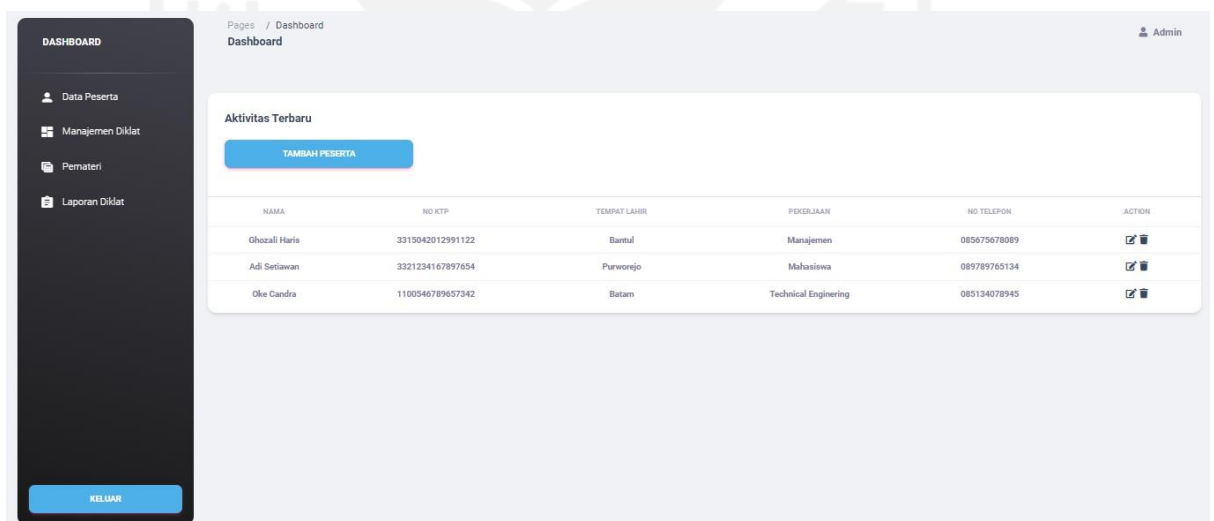 DASHBOARD
Data Peserta
Manajemen Diklat
Pemateri
Laporan Diklat
KELUAR
Pages / Dashboard
Dashboard
Admin
Aktivitas Terbaru
TAMBAH PESERTA
NAMA NO KTP TEMPAT LAHIR PEKERJAAN NO TELEPON ACTION
Ghozali Haris 3315042012991122 Bantul Manajemen 085675678089
Adi Setiawan 3321234167897654 Purworejo Mahasiswa 089789765134
Oke Candra 1100546789657342 Batam Technical Enginering 085134078945